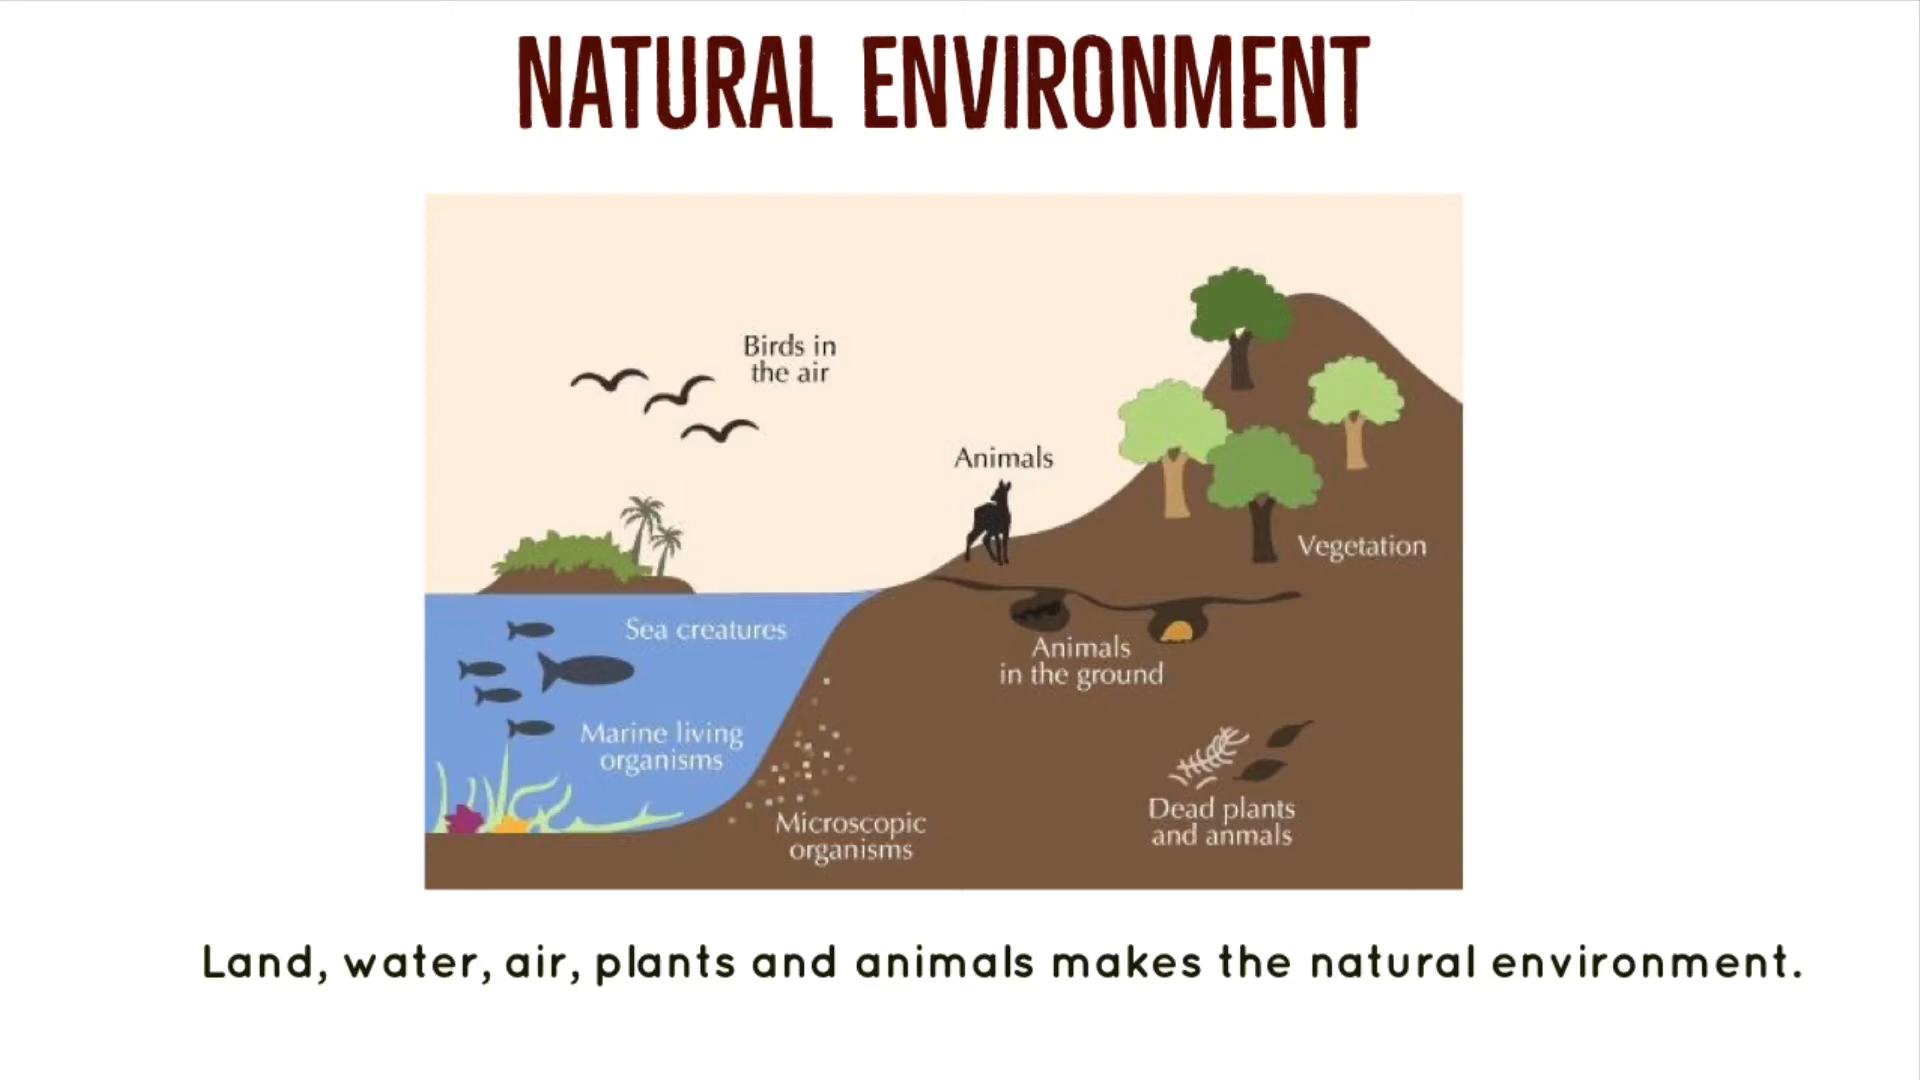 NATURAL ENVIRONMENT
Birds in
the air
Animals
Vegetation
Sea creatures
Animals
in the ground
Marine living
organisms
Microscopic
organisms
Dead plants
and anmals
Land, water, air, plants and animals makes the natural environment.